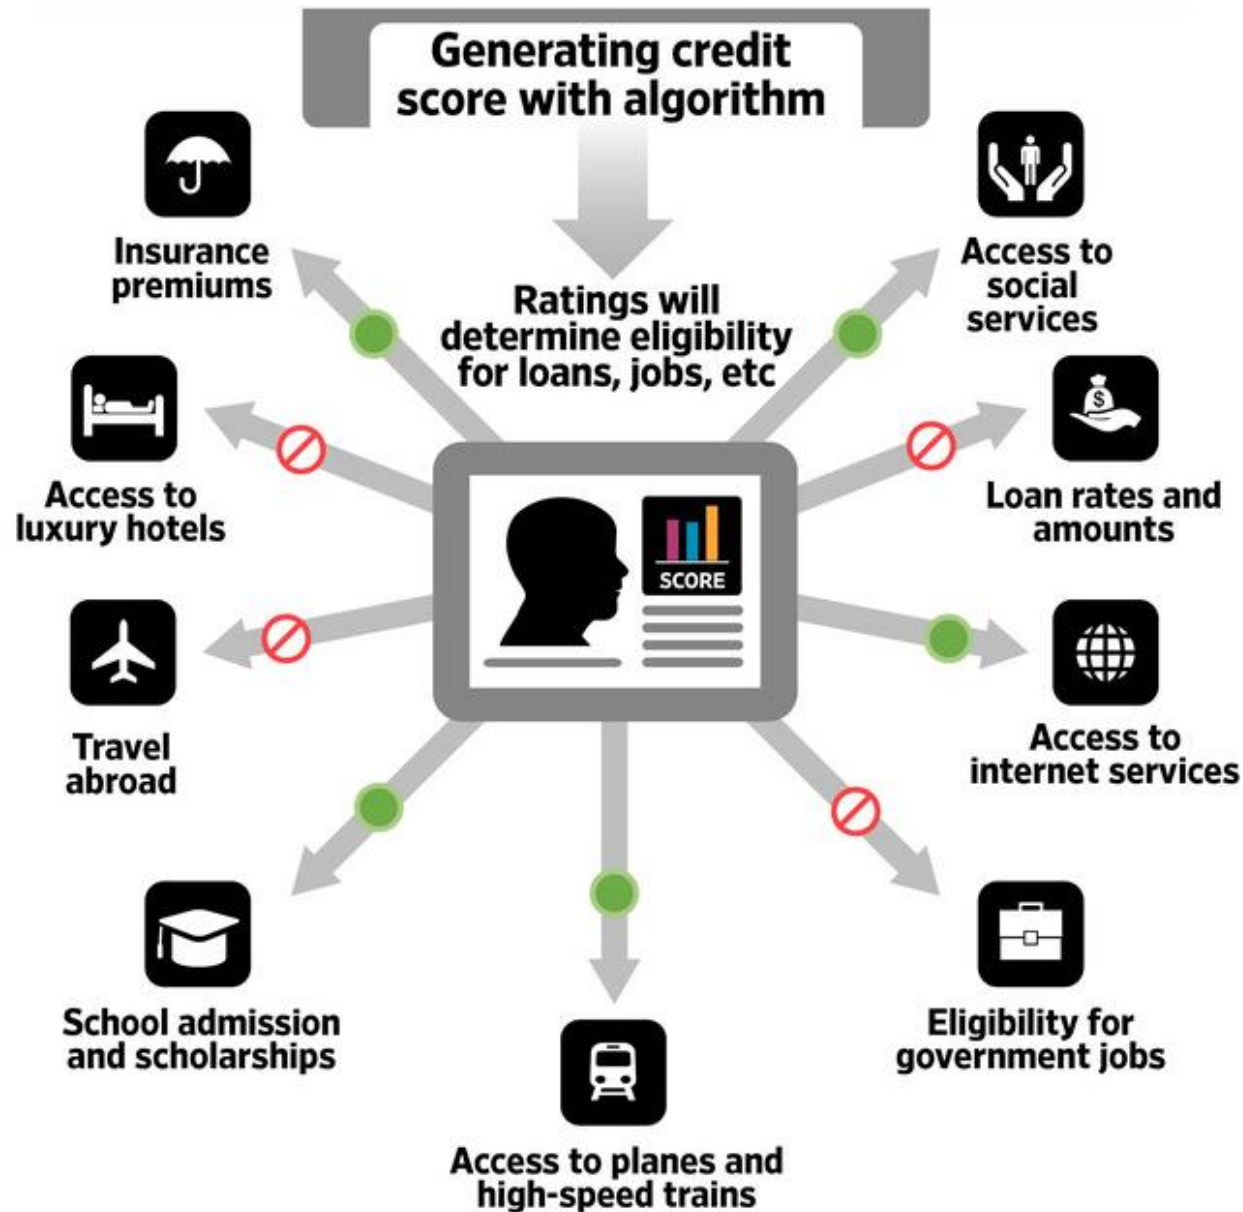 Generating credit
score with algorithm
Ratings will
determine eligibility
for loans, jobs, etc
Insurance
premiums
Access to
social
services
Access to
luxury hotels
$
Loan rates and
amounts
SCORE
Travel
abroad
Access to
internet services
School admission
and scholarships
Eligibility for
government jobs
Access to planes and
high-speed trains